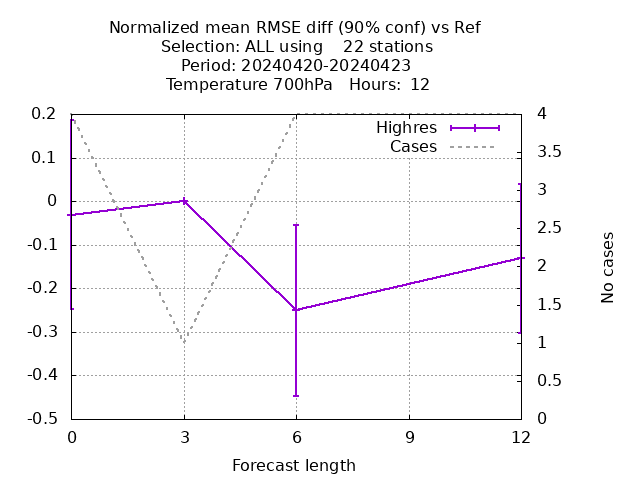 Normalized mean RMSE diff (90% conf) vs Ref
Selection: ALL using    22 stations
Period: 20240420-20240423
Temperature 700hPa   Hours:  12
Highres
Cases
0.2
0.1
0
-0.1
-0.2
-0.3
-0.4
-0.5
4
3.5
3
2.5
2
1.5
1
0.5
0
No cases
0 3 6 9 12
Forecast length